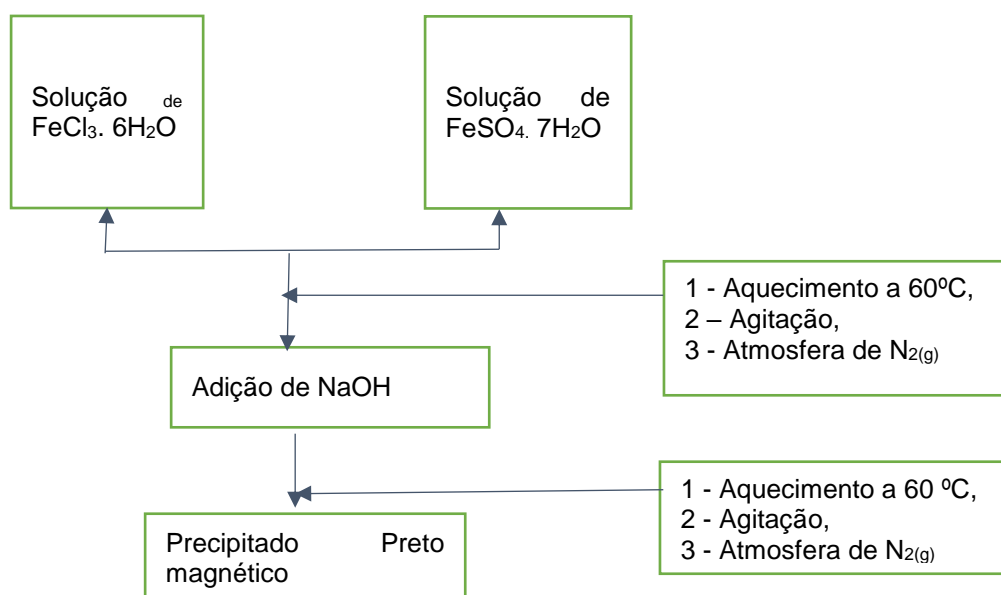 Solução de
FeCl₃. 6H₂O
Solução de
FeSO₄. 7H₂O
1 - Aquecimento a 60ºC,
2 – Agitação,
3 - Atmosfera de N₂(g)
Adição de NaOH
1 - Aquecimento a 60 ºC,
2 - Agitação,
3 - Atmosfera de N₂(g)
Precipitado Preto
magnético